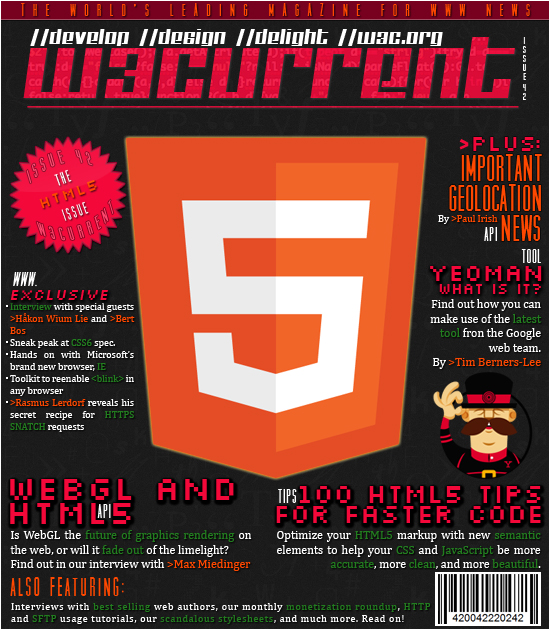 THE WORLD'S LEADING MAGAZINE FOR WWW NEWS
//develop //design //delight //w3c.org
w3current
ISSUE 42
ISSUE 42
THE
HTML5
ISSUE
W3CURRENT
>PLUS:
IMPORTANT
GEOLOCATION
By >Paul Irish
API NEWS
TOOL
YEOMAN
WHAT IS IT?
Find out how you can
make use of the latest
tool fron the Google
web team.
By >Tim Berners-Lee
WWW.
EXCLUSIVE
• Interview with special guests
>Håkon Wium Lie and >Bert
Bos
• Sneak peak at CSS6 spec.
• Hands on with Microsoft's
brand new browser, IE
• Toolkit to reenable <blink> in
any browser
• >Rasmus Lerdorf reveals his
secret recipe for HTTPS
SNATCH requests
5
Y
WEBGL AND
HTML5
API
Is WebGL the future of graphics rendering on
the web, or will it fade out of the limelight?
Find out in our interview with >Max Miedinger
TIPS 100 HTML5 TIPS
FOR FASTER CODE
Optimize your HTML5 markup with new semantic
elements to help your CSS and JavaScript be more
accurate, more clean, and more beautiful.
ALSO FEATURING:
Interviews with best selling web authors, our monthly monetization roundup, HTTP
and SFTP usage tutorials, our scandalous stylesheets, and much more. Read on!
420042220242